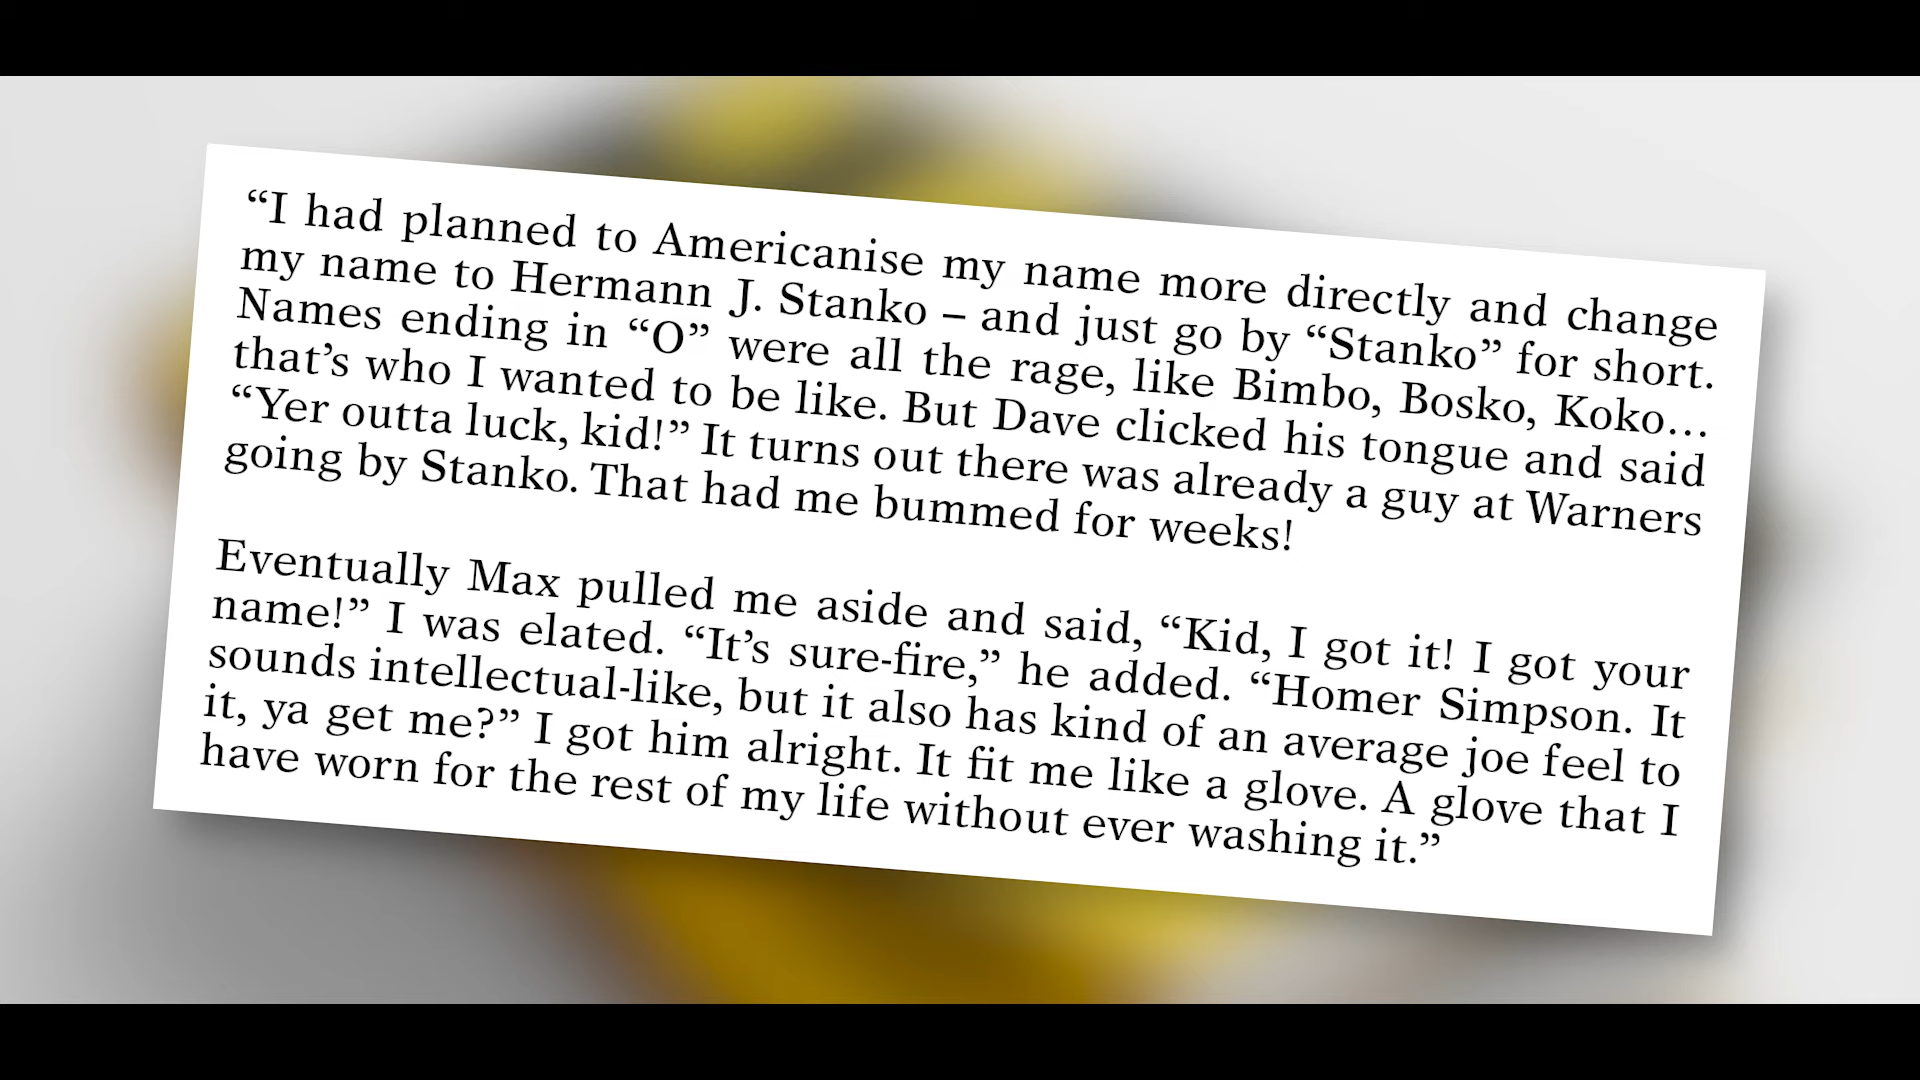 “I had planned to Americanise my name more directly and change
my name to Hermann J. Stanko – and just go by “Stanko” for short.
Names ending in “O” were all the rage, like Bimbo, Bosko, Koko...
that’s who I wanted to be like. But Dave clicked his tongue and said
“Yer outta luck, kid!” It turns out there was already a guy at Warners
going by Stanko. That had me bummed for weeks!
Eventually Max pulled me aside and said, “Kid, I got it! I got your
name!” I was elated. “It’s sure-fire,” he added. “Homer Simpson. It
sounds intellectual-like, but it also has kind of an average joe feel to
it, ya get me?” I got him alright. It fit me like a glove. A glove that I
have worn for the rest of my life without ever washing it.”